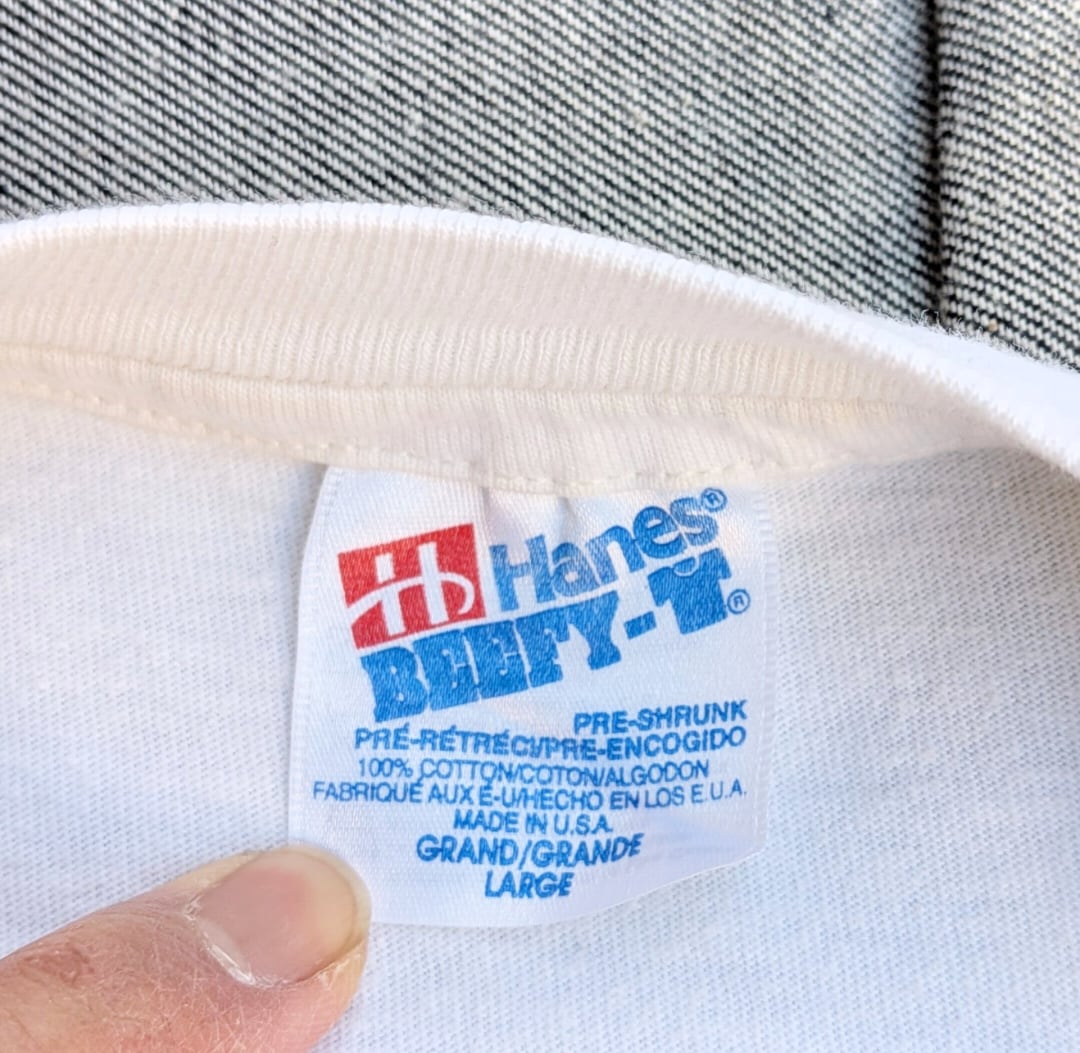 H Hanes®
BEEFY-T®
PRE-SHRUNK
PRÉ-RÉTRÉCI/PRE-ENCOGIDO
100% COTTON/COTON/ALGODON
FABRIQUÉ AUX É-U/HECHO EN LOS E.U.A.
MADE IN U.S.A.
GRAND/GRANDE
LARGE